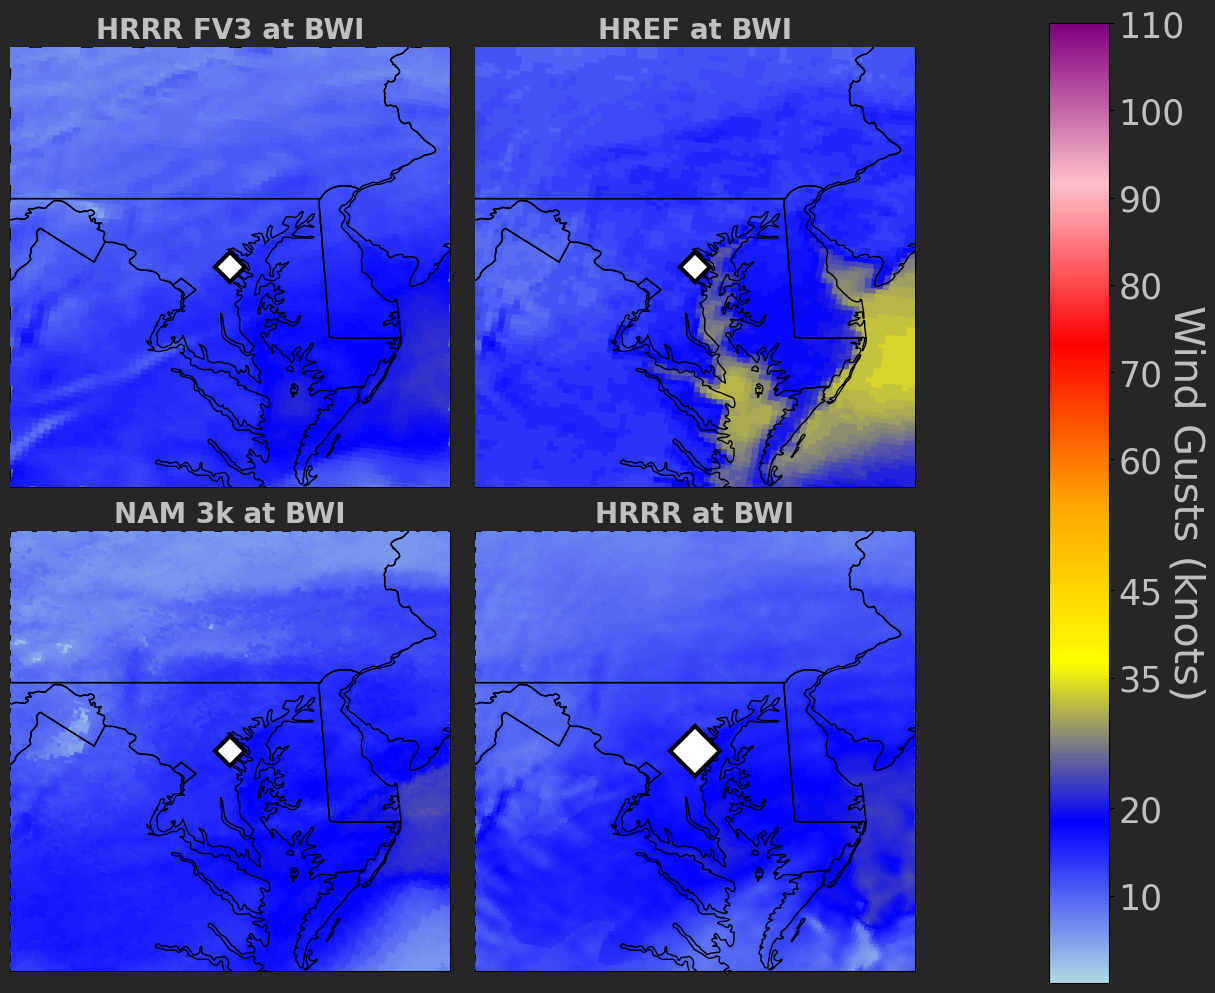 HRRR FV3 at BWI
HREF at BWI
NAM 3k at BWI
HRRR at BWI
110
100
90
80
70
60
45
35
20
10
Wind Gusts (knots)